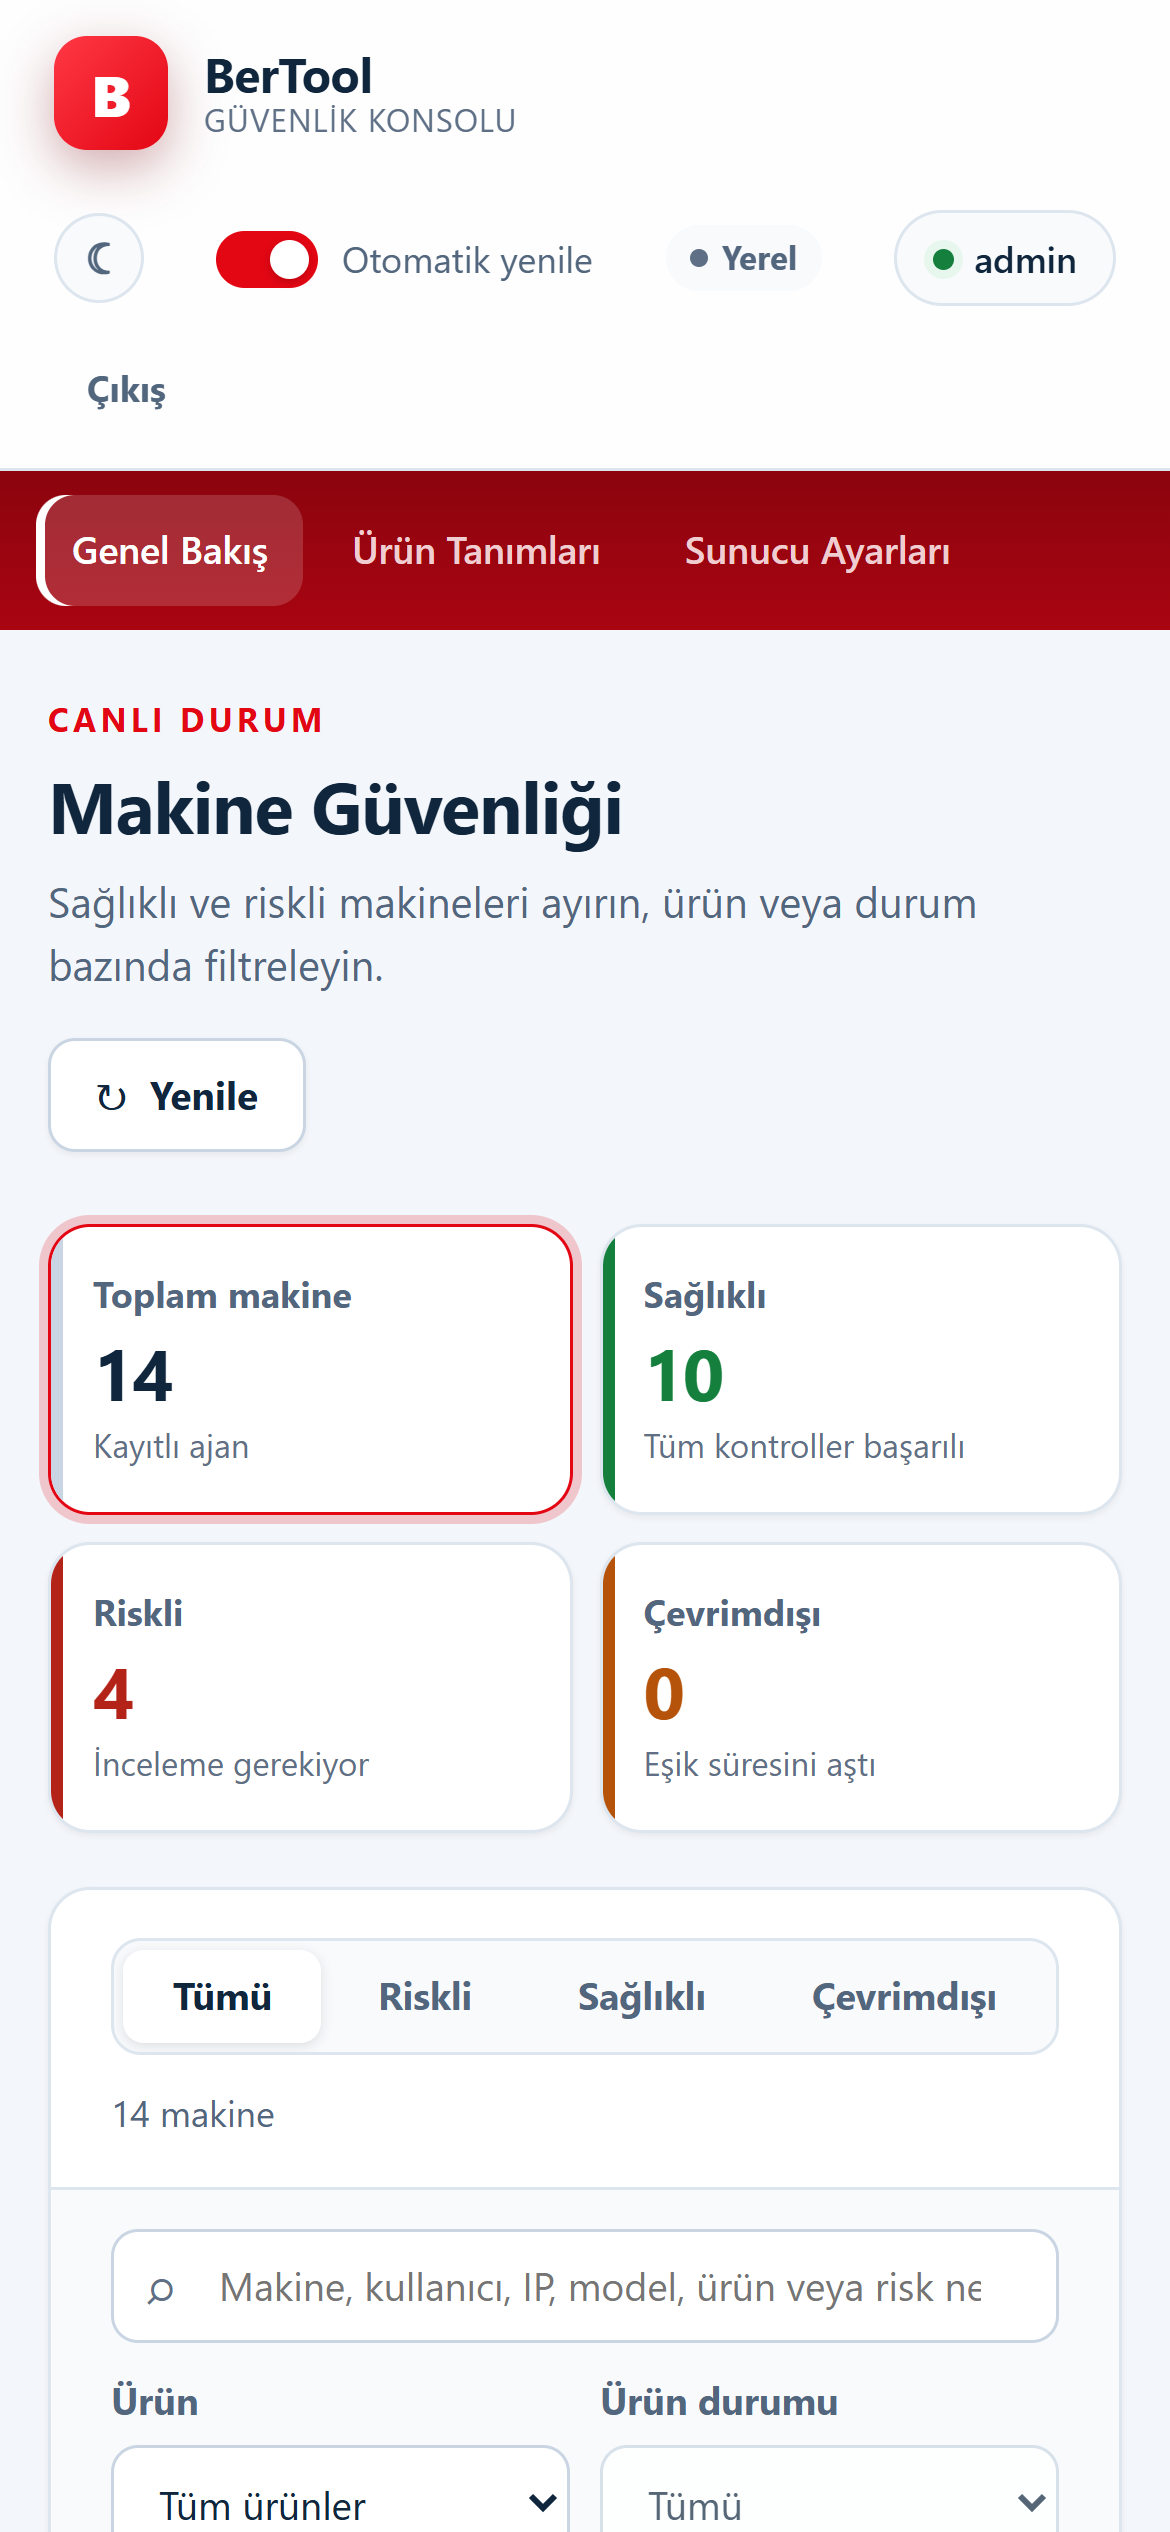 B
BerTool
GÜVENLİK KONSOLU
Otomatik yenile
Yerel
admin
Çıkış
Genel Bakış
Ürün Tanımları
Sunucu Ayarları
CANLI DURUM
Makine Güvenliği
Sağlıklı ve riskli makineleri ayırın, ürün veya durum
bazında filtreleyin.
↻ Yenile
Toplam makine
14
Kayıtlı ajan
Sağlıklı
10
Tüm kontroller başarılı
Riskli
4
İnceleme gerekiyor
Çevrimdışı
0
Eşik süresini aştı
Tümü
Riskli
Sağlıklı
Çevrimdışı
14 makine
Makine, kullanıcı, IP, model, ürün veya risk ne
Ürün
Ürün durumu
Tüm ürünler
Tümü